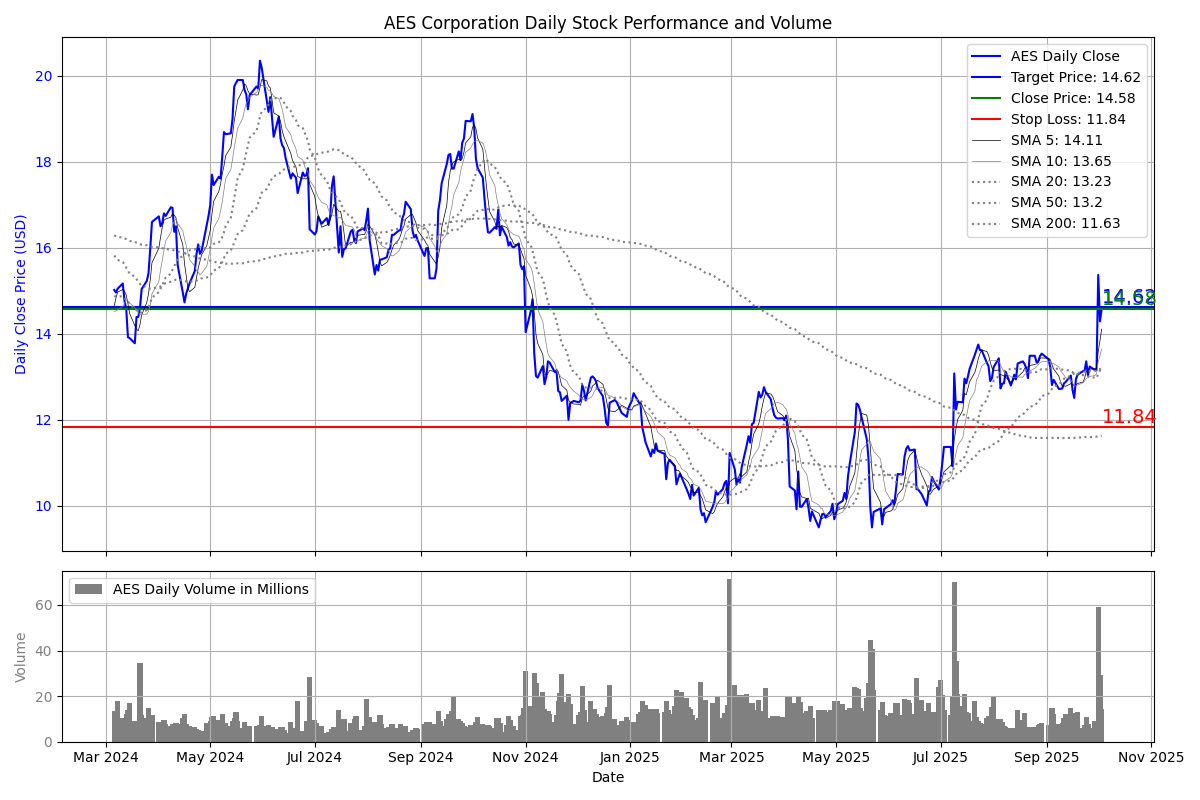 AES Corporation Daily Stock Performance and Volume
Daily Close Price (USD)
20
18
16
14
12
10
AES Daily Close
Target Price: 14.62
Close Price: 14.58
Stop Loss: 11.84
SMA 5: 14.11
SMA 10: 13.65
SMA 20: 13.23
SMA 50: 13.2
SMA 200: 11.63
14.62
14.58
11.84
AES Daily Volume in Millions
Volume
60
40
20
0
Mar 2024
May 2024
Jul 2024
Sep 2024
Nov 2024
Jan 2025
Mar 2025
May 2025
Jul 2025
Sep 2025
Nov 2025
Date